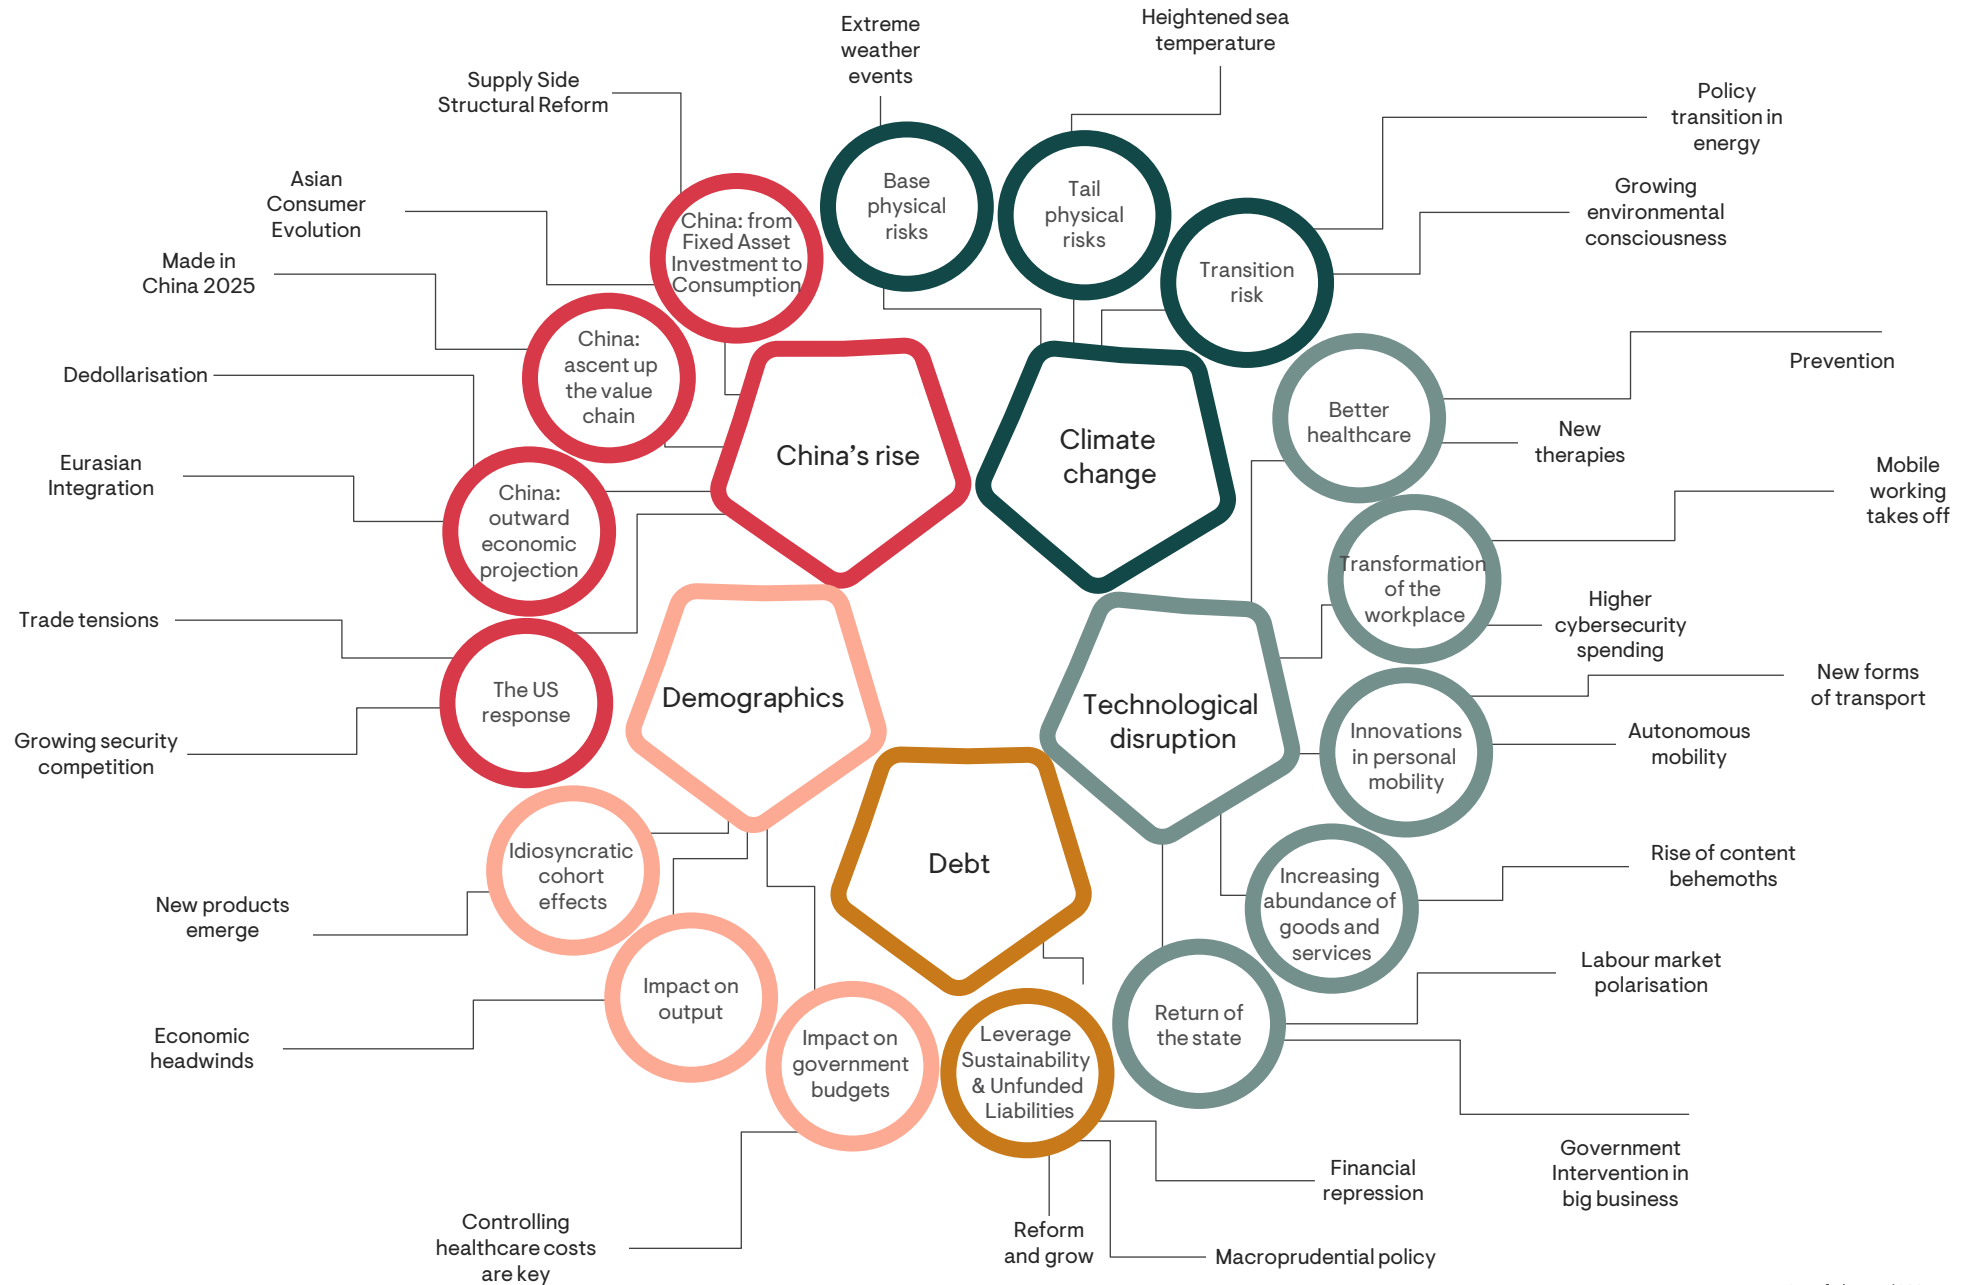 Extreme
weather
events
Heightened sea
temperature
Supply Side
Structural Reform
Policy
transition in
energy
Asian
Consumer
Evolution
Growing
environmental
consciousness
Made in
China 2025
China: from
Fixed Asset
Investment to
Consumption
Base
physical
risks
Tail
physical
risks
Transition
risk
Dedollarisation
China:
ascent up
the value
chain
Prevention
Better
healthcare
New
therapies
Eurasian
Integration
China:
outward
economic
projection
China’s rise
Climate
change
Mobile
working
takes off
Transformation
of the
workplace
Higher
cybersecurity
spending
Trade tensions
The US
response
Growing security
competition
Demographics
Technological
disruption
Innovations
in personal
mobility
New forms
of transport
Autonomous
mobility
Idiosyncratic
cohort
effects
Debt
Increasing
abundance of
goods and
services
Rise of content
behemoths
New products
emerge
Impact on
output
Labour market
polarisation
Economic
headwinds
Impact on
government
budgets
Leverage
Sustainability
& Unfunded
Liabilities
Return of
the state
Government
Intervention in
big business
Financial
repression
Controlling
healthcare costs
are key
Reform
and grow
Macroprudential policy